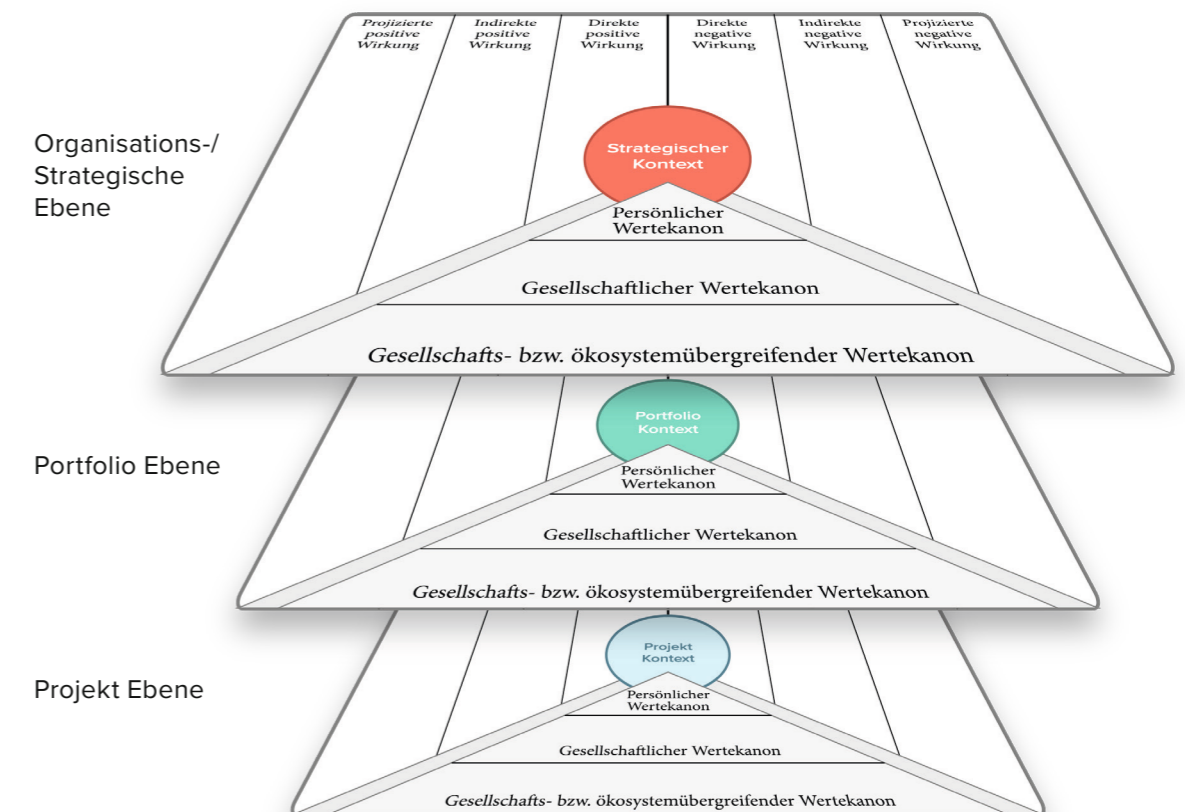 Projizierte
positive
Wirkung
Indirekte
positive
Wirkung
Direkte
positive
Wirkung
Direkte
negative
Wirkung
Indirekte
negative
Wirkung
Projizierte
negative
Wirkung
Organisations-/
Strategische
Ebene
Strategischer
Kontext
Persönlicher
Wertekanon
Gesellschaftlicher Wertekanon
Gesellschafts- bzw. ökosystemübergreifender Wertekanon
Portfolio Ebene
Portfolio
Kontext
Persönlicher
Wertekanon
Gesellschaftlicher Wertekanon
Gesellschafts- bzw. ökosystemübergreifender Wertekanon
Projekt Ebene
Projekt
Kontext
Persönlicher
Wertekanon
Gesellschaftlicher Wertekanon
Gesellschafts- bzw. ökosystemübergreifender Wertekanon